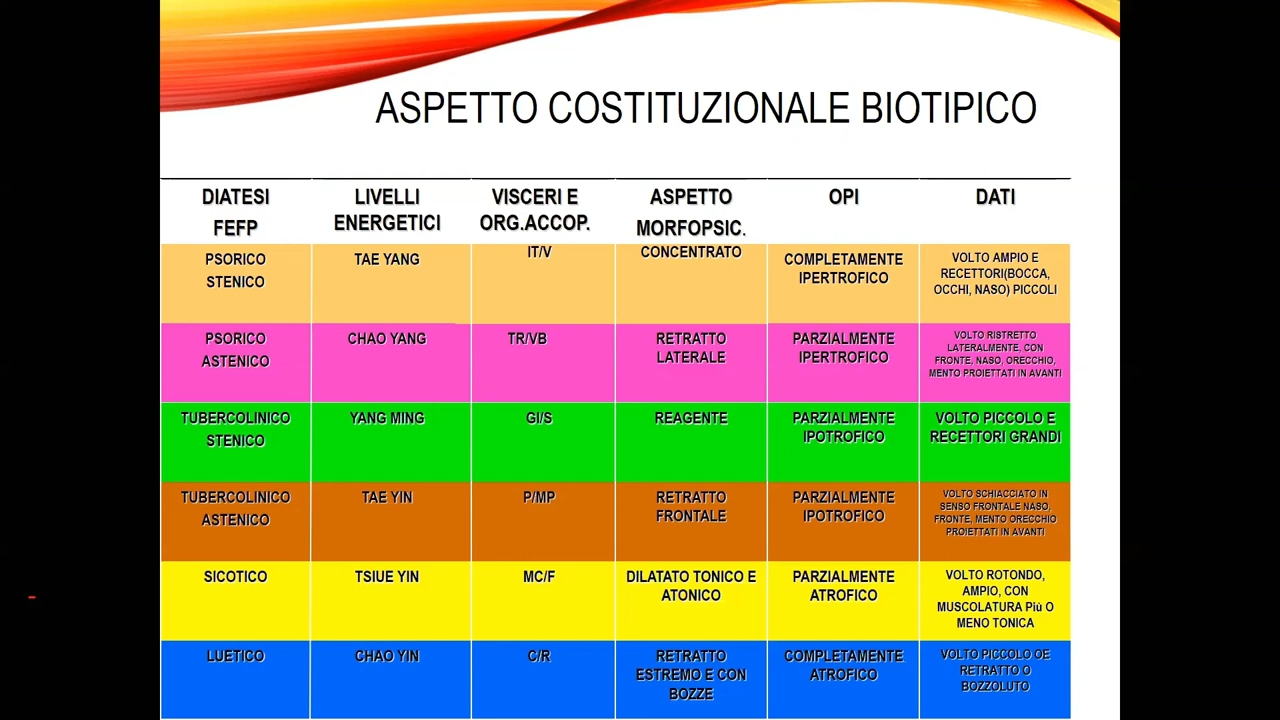 ASPETTO COSTITUZIONALE BIOTIPICO
DIATESI
FEFP
LIVELLI
ENERGETICI
VISCERI E
ORG.ACCOP.
ASPETTO
MORFOPSIC.
OPI
DATI
PSORICO
STENICO
TAE YANG
IT/V
CONCENTRATO
COMPLETAMENTE
IPERTROFICO
VOLTO AMPIO E
RECETTORI(BOCCA,
OCCHI, NASO) PICCOLI
PSORICO
ASTENICO
CHAO YANG
TR/VB
RETRATTO
LATERALE
PARZIALMENTE
IPERTROFICO
VOLTO RISTRETTO
LATERALMENTE, CON
FRONTE, NASO, ORECCHIO,
MENTO PROIETTATI IN AVANTI
TUBERCOLINICO
STENICO
YANG MING
GI/S
REAGENTE
PARZIALMENTE
IPOTROFICO
VOLTO PICCOLO E
RECETTORI GRANDI
TUBERCOLINICO
ASTENICO
TAE YIN
P/MP
RETRATTO
FRONTALE
PARZIALMENTE
IPOTROFICO
VOLTO SCHIACCIATO IN
SENSO FRONTALE NASO,
FRONTE, MENTO ORECCHIO
PROIETTATI IN AVANTI
SICOTICO
TSIUE YIN
MC/F
DILATATO TONICO E
ATONICO
PARZIALMENTE
ATROFICO
VOLTO ROTONDO,
AMPIO, CON
MUSCOLATURA Più O
MENO TONICA
LUETICO
CHAO YIN
C/R
RETRATTO
ESTREMO E CON
BOZZE
COMPLETAMENTE
ATROFICO
VOLTO PICCOLO OE
RETRATTO O
BOZZOLUTO